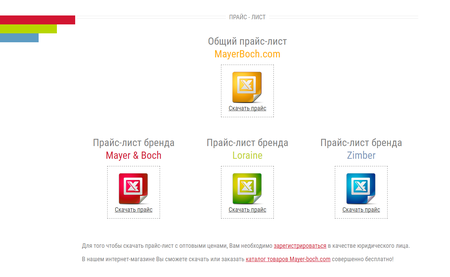 ПРАЙС - ЛИСТ
Общий прайс-лист
MayerBoch.com
Скачать прайс
Прайс-лист бренда Прайс-лист бренда Прайс-лист бренда
Mayer & Boch Loraine Zimber
Скачать прайс Скачать прайс Скачать прайс
Для того чтобы скачать прайс-лист с оптовыми ценами, Вам необходимо зарегистрироваться в качестве юридического лица.
В нашем интернет-магазине Вы сможете скачать или заказать каталог товаров Mayer-boch.com совершенно бесплатно!